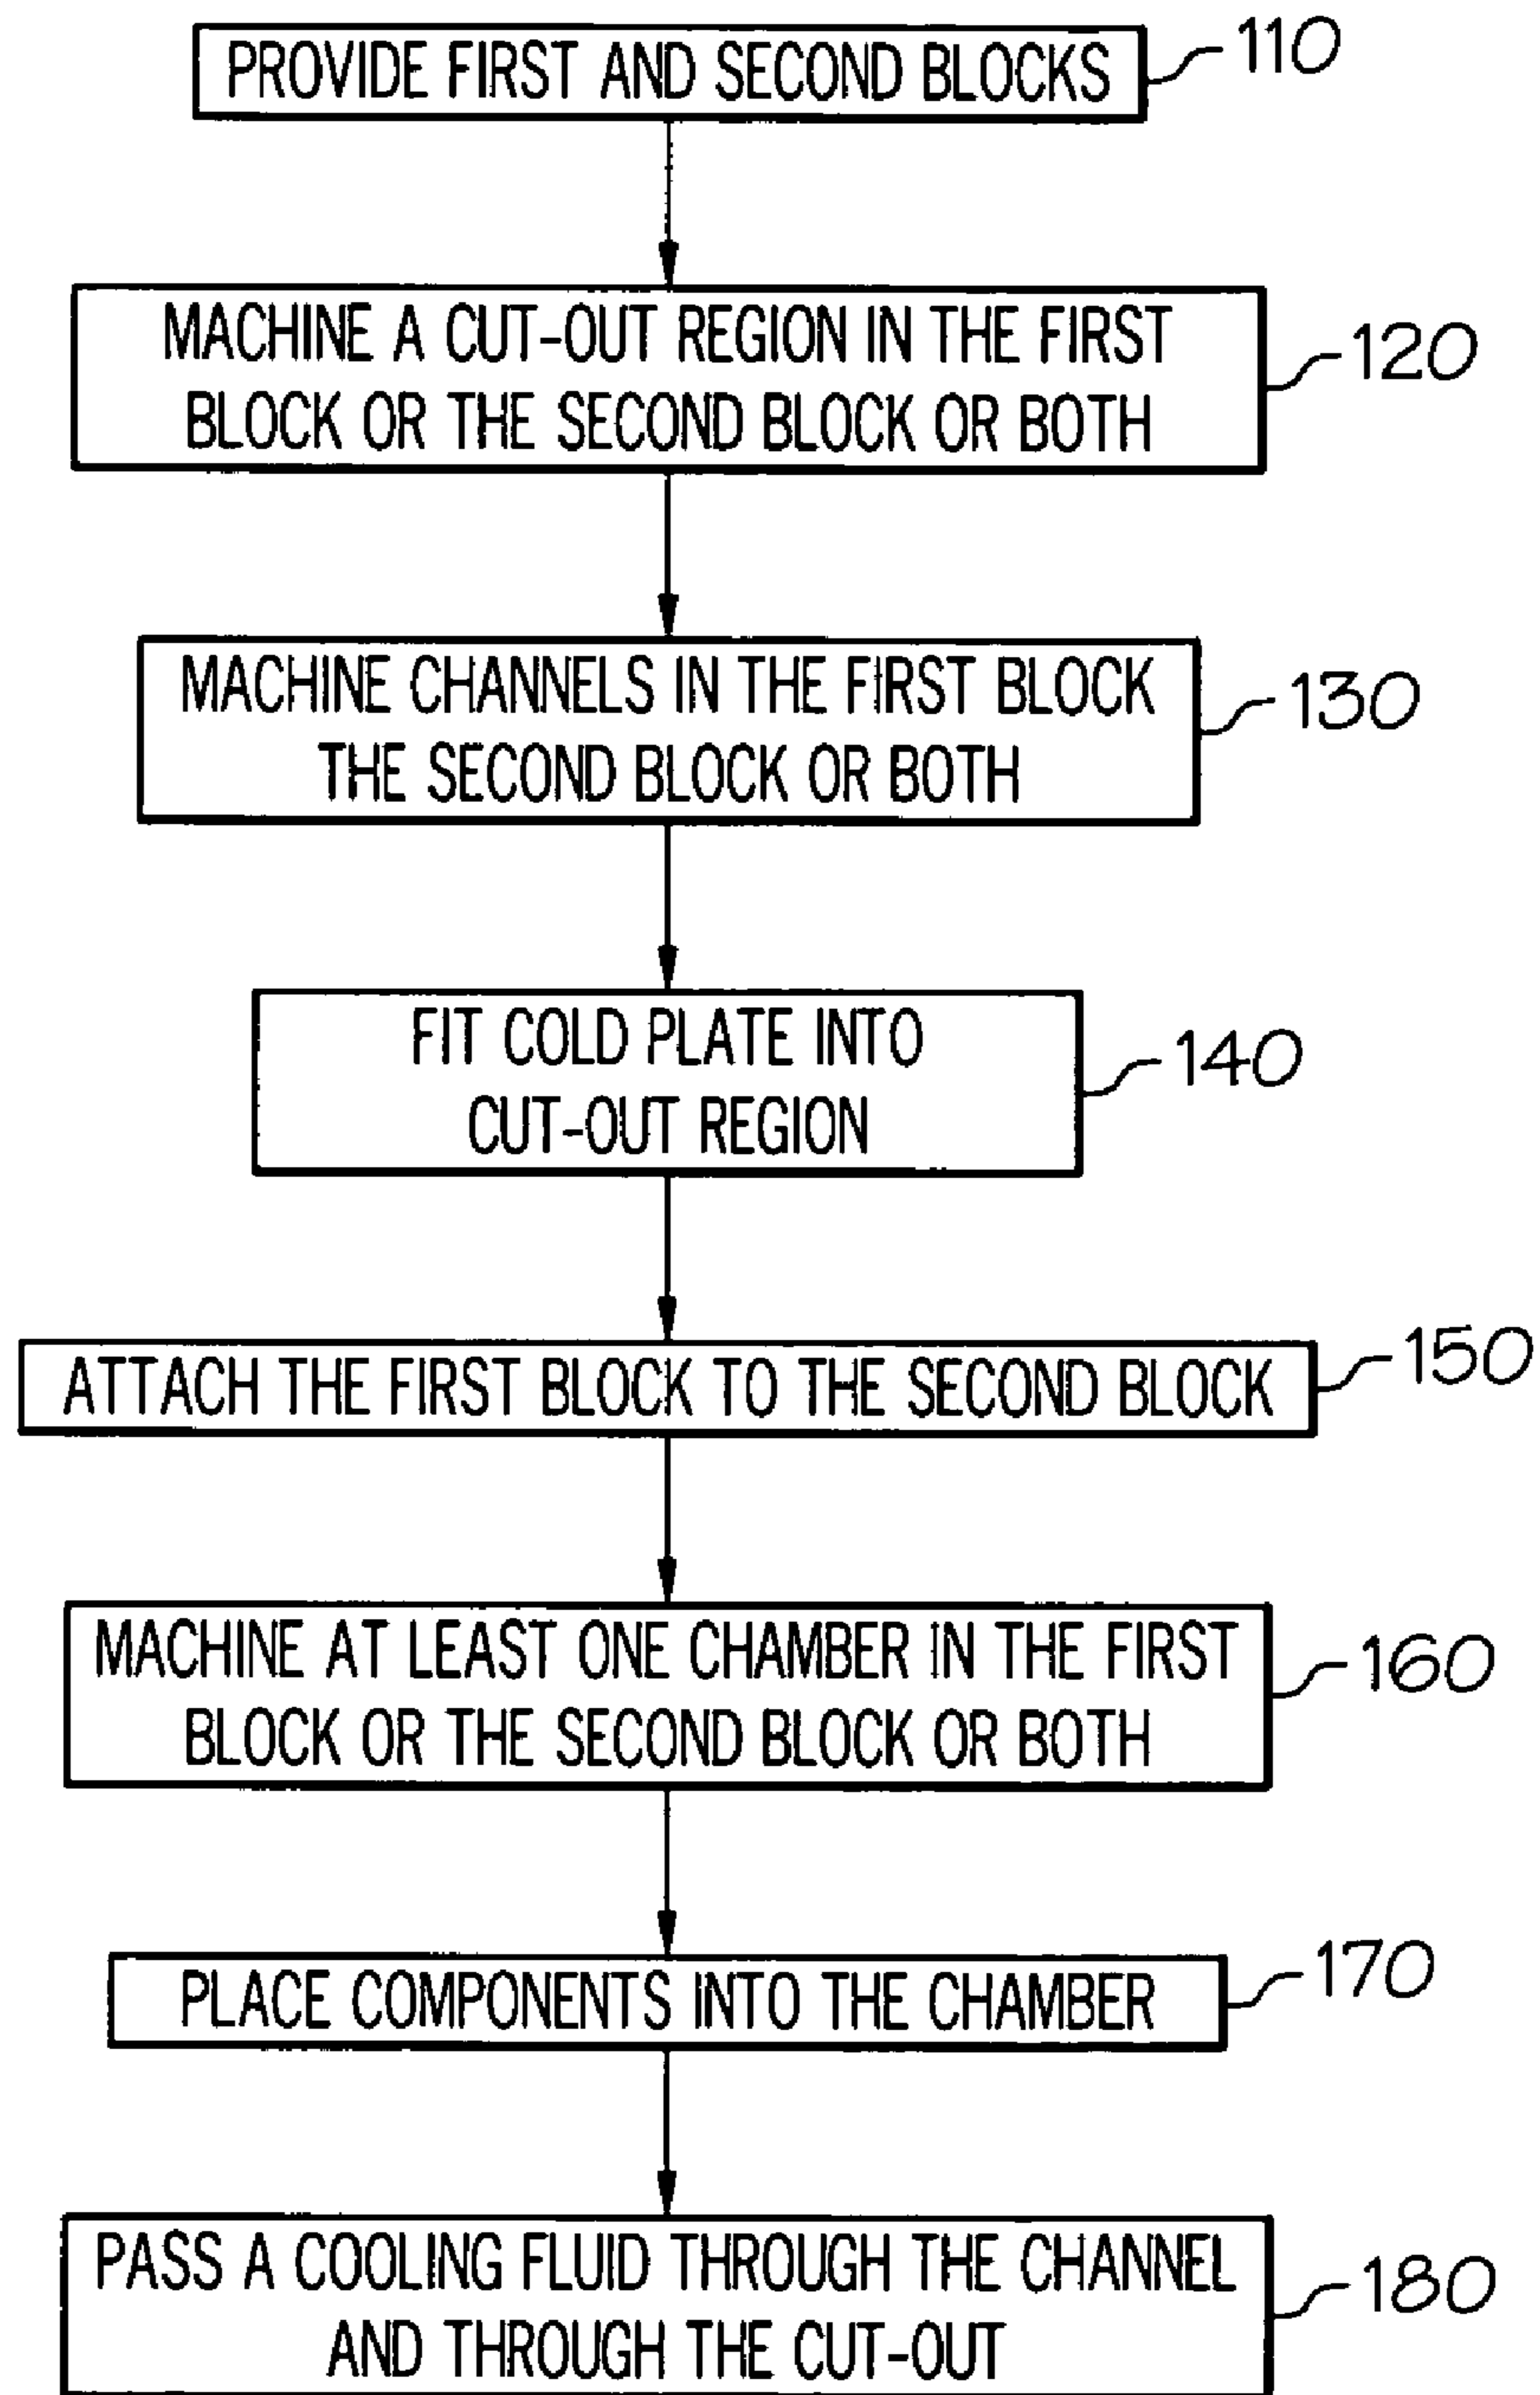 PROVIDE FIRST AND SECOND BLOCKS
110
MACHINE A CUT-OUT REGION IN THE FIRST
BLOCK OR THE SECOND BLOCK OR BOTH
120
MACHINE CHANNELS IN THE FIRST BLOCK
THE SECOND BLOCK OR BOTH
130
FIT COLD PLATE INTO
CUT-OUT REGION
140
ATTACH THE FIRST BLOCK TO THE SECOND BLOCK
150
MACHINE AT LEAST ONE CHAMBER IN THE FIRST
BLOCK OR THE SECOND BLOCK OR BOTH
160
PLACE COMPONENTS INTO THE CHAMBER
170
PASS A COOLING FLUID THROUGH THE CHANNEL
AND THROUGH THE CUT-OUT
180